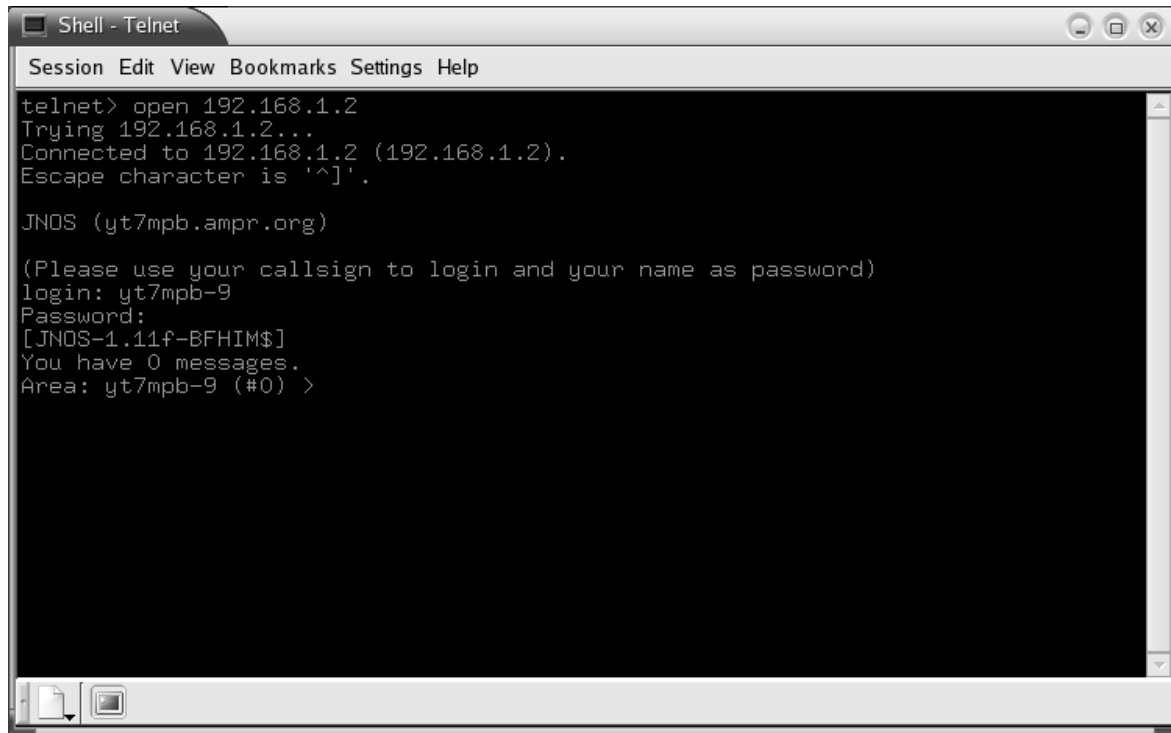 Shell - Telnet
Session Edit View Bookmarks Settings Help
telnet> open 192.168.1.2
Trying 192.168.1.2...
Connected to 192.168.1.2 (192.168.1.2).
Escape character is '^]'.
JNOS (yt7mpb.ampr.org)
(Please use your callsign to login and your name as password)
login: yt7mpb-9
Password:
[JNOS-1.11f-BFHIM$]
You have 0 messages.
Area: yt7mpb-9 (#0) >